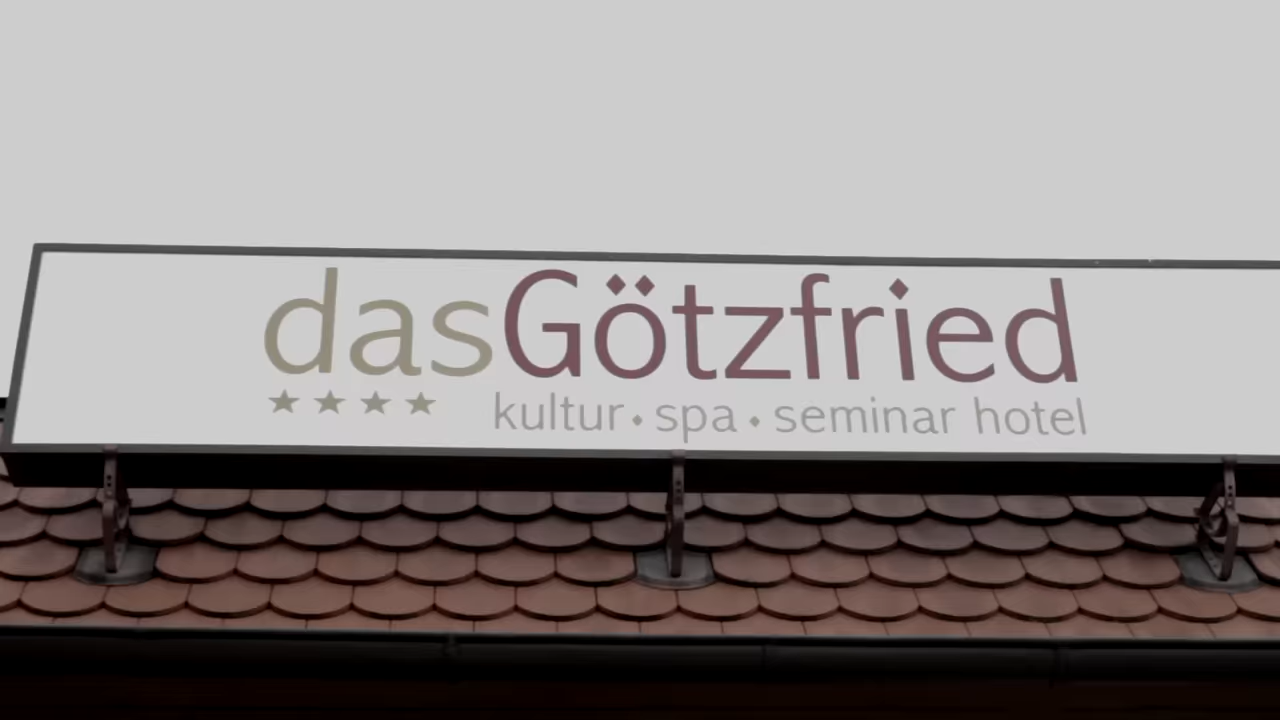 dasGötzfried
★★★★ kultur · spa · seminar hotel